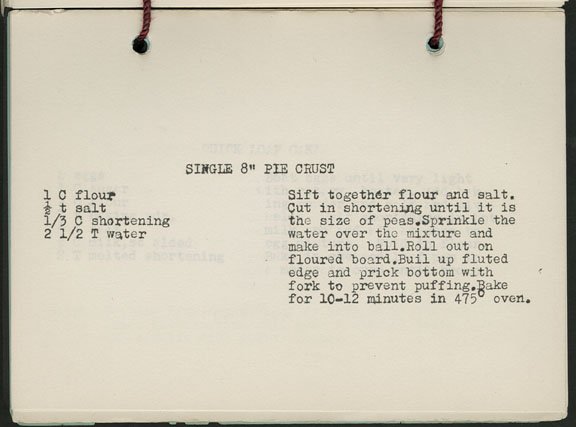 SINGLE 8" PIE CRUST
1 C flour
½ t salt
1/3 C shortening
2 1/2 T water
Sift together flour and salt.
Cut in shortening until it is
the size of peas.Sprinkle the
water over the mixture and
make into ball.Roll out on
floured board.Buil up fluted
edge and prick bottom with
fork to prevent puffing.Bake
for 10-12 minutes in 475° oven.